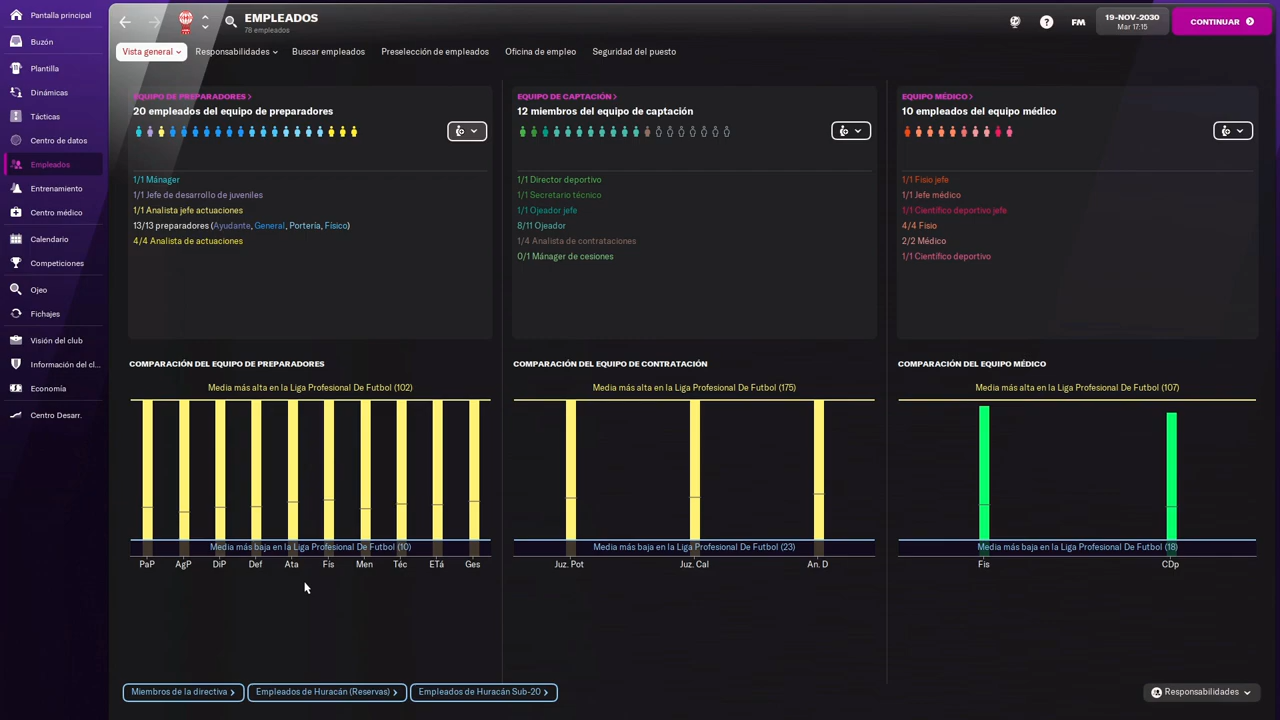 Pantalla principal
Buzón
Plantilla
Dinámicas
Tácticas
Centro de datos
Empleados
Entrenamiento
Centro médico
Calendario
Competiciones
Ojeo
Fichajes
Visión del club
Información del cl...
Economía
Centro Desarr.
EMPLEADOS
78 empleados
FM
19-NOV-2030
Mar 17:15
CONTINUAR
Vista general
Responsabilidades
Buscar empleados
Preselección de empleados
Oficina de empleo
Seguridad del puesto
EQUIPO DE PREPARADORES >
20 empleados del equipo de preparadores
1/1 Mánager
1/1 Jefe de desarrollo de juveniles
1/1 Analista jefe actuaciones
13/13 preparadores (Ayudante, General, Portería, Físico)
4/4 Analista de actuaciones
EQUIPO DE CAPTACIÓN >
12 miembros del equipo de captación
1/1 Director deportivo
1/1 Secretario técnico
1/1 Ojeador jefe
8/11 Ojeador
1/4 Analista de contrataciones
0/1 Mánager de cesiones
EQUIPO MÉDICO >
10 empleados del equipo médico
1/1 Fisio jefe
1/1 Jefe médico
1/1 Científico deportivo jefe
4/4 Fisio
2/2 Médico
1/1 Científico deportivo
COMPARACIÓN DEL EQUIPO DE PREPARADORES
Media más alta en la Liga Profesional De Futbol (102)
Media más baja en la Liga Profesional De Futbol (10)
PaP AgP DiP Def Ata Fís Men Téc ETá Ges
COMPARACIÓN DEL EQUIPO DE CONTRATACIÓN
Media más alta en la Liga Profesional De Futbol (175)
Media más baja en la Liga Profesional De Futbol (23)
Juz. Pot Juz. Cal An. D
COMPARACIÓN DEL EQUIPO MÉDICO
Media más alta en la Liga Profesional De Futbol (107)
Media más baja en la Liga Profesional De Futbol (18)
Fis CDp
Miembros de la directiva >
Empleados de Huracán (Reservas) >
Empleados de Huracán Sub-20 >
Responsabilidades